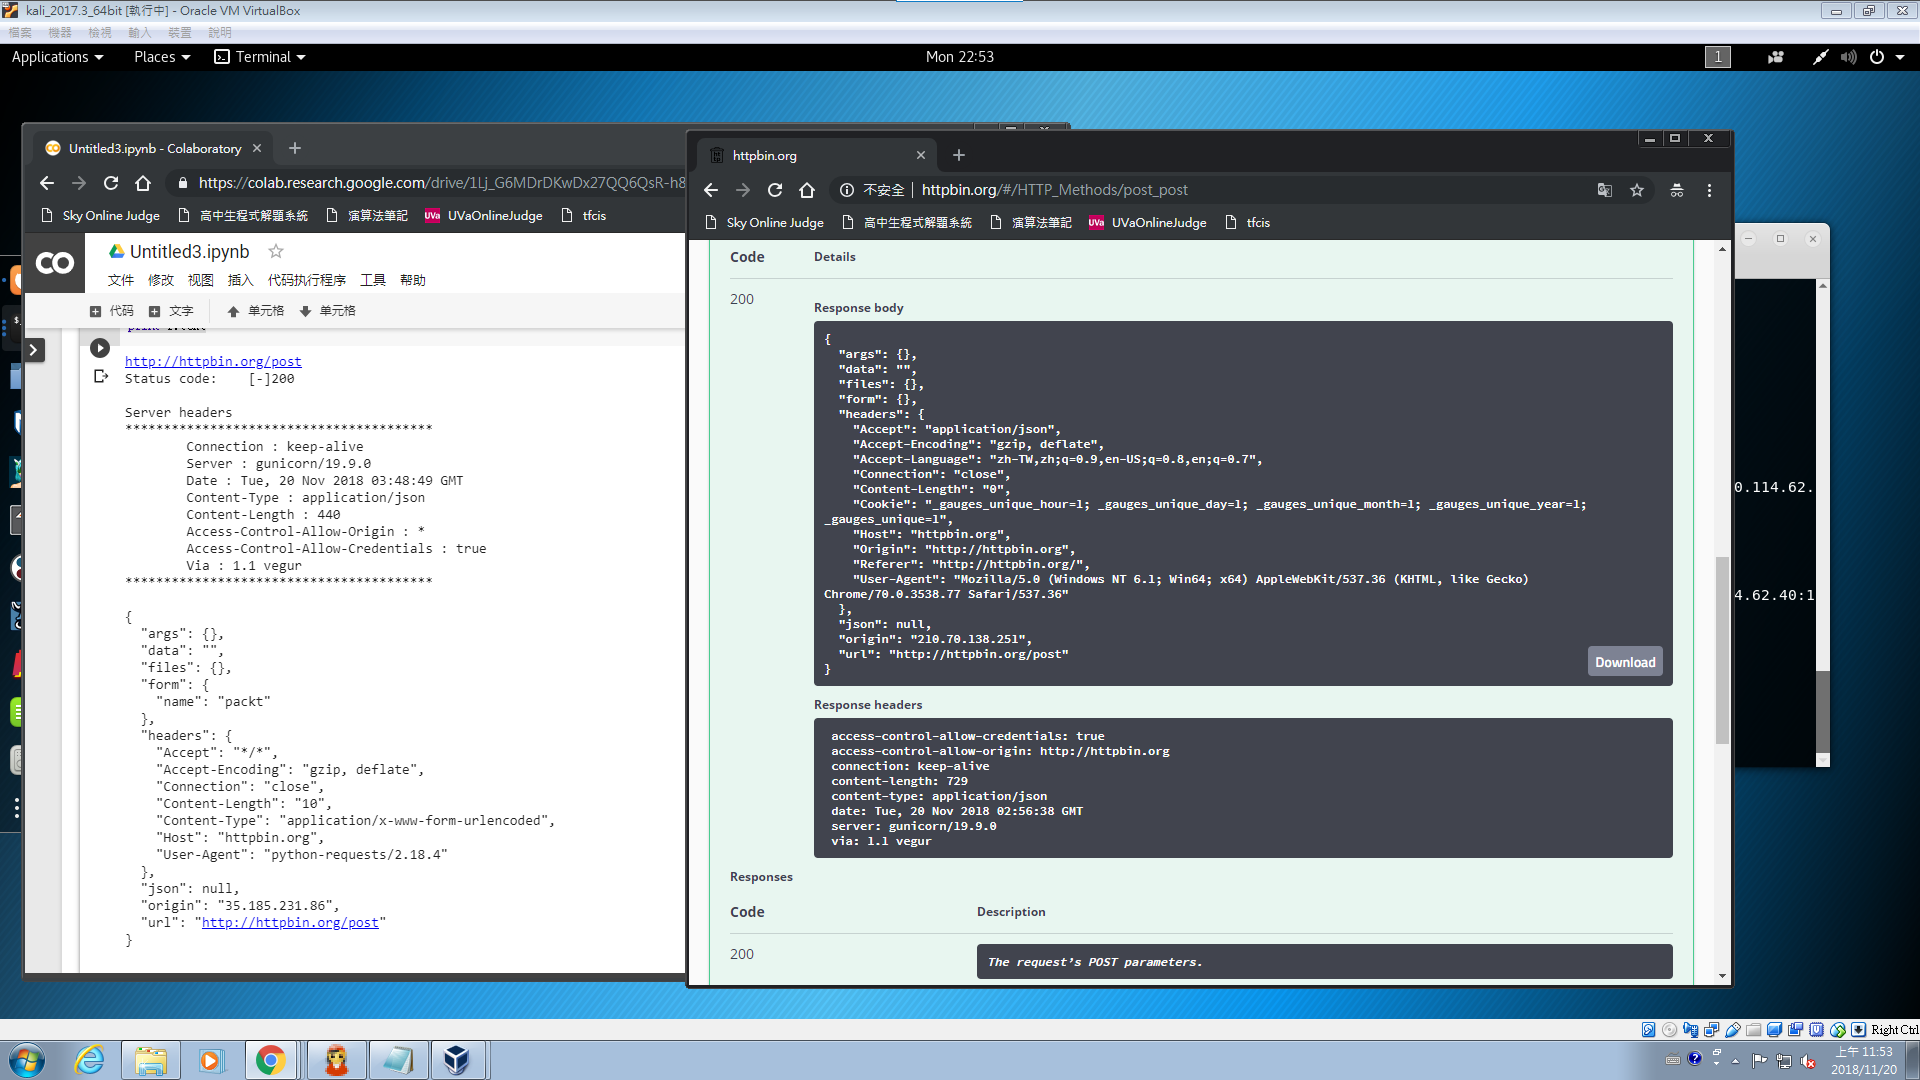 kali_2017.3_64bit [執行中] - Oracle VM VirtualBox
檔案 機器 檢視 輸入 裝置 說明
Applications Places Terminal Mon 22:53 1
Untitled3.ipynb - Colaboratory
https://colab.research.google.com/drive/1Lj_G6MDrDKwDx27QQ6QsR-h8
Sky Online Judge 高中生程式解題系統 演算法筆記 UVa UVaOnlineJudge tfcis
CO Untitled3.ipynb
文件 修改 视图 插入 代码执行程序 工具 帮助
代码 文字 单元格 单元格
http://httpbin.org/post
Status code: [-]200
Server headers
****************************************
Connection : keep-alive
Server : gunicorn/19.9.0
Date : Tue, 20 Nov 2018 03:48:49 GMT
Content-Type : application/json
Content-Length : 440
Access-Control-Allow-Origin : *
Access-Control-Allow-Credentials : true
Via : 1.1 vegur
****************************************
{
"args": {},
"data": "",
"files": {},
"form": {
"name": "packt"
},
"headers": {
"Accept": "*/*",
"Accept-Encoding": "gzip, deflate",
"Connection": "close",
"Content-Length": "10",
"Content-Type": "application/x-www-form-urlencoded",
"Host": "httpbin.org",
"User-Agent": "python-requests/2.18.4"
},
"json": null,
"origin": "35.185.231.86",
"url": "http://httpbin.org/post"
}
httpbin.org
不安全 httpbin.org/#/HTTP_Methods/post_post
Sky Online Judge 高中生程式解題系統 演算法筆記 UVa UVaOnlineJudge tfcis
Code Details
200
Response body
{
"args": {},
"data": "",
"files": {},
"form": {},
"headers": {
"Accept": "application/json",
"Accept-Encoding": "gzip, deflate",
"Accept-Language": "zh-TW,zh;q=0.9,en-US;q=0.8,en;q=0.7",
"Connection": "close",
"Content-Length": "0",
"Cookie": "_gauges_unique_hour=1; _gauges_unique_day=1; _gauges_unique_month=1; _gauges_unique_year=1;
_gauges_unique=1",
"Host": "httpbin.org",
"Origin": "http://httpbin.org",
"Referer": "http://httpbin.org/",
"User-Agent": "Mozilla/5.0 (Windows NT 6.1; Win64; x64) AppleWebKit/537.36 (KHTML, like Gecko)
Chrome/70.0.3538.77 Safari/537.36"
},
"json": null,
"origin": "210.70.138.251",
"url": "http://httpbin.org/post"
}
Download
Response headers
access-control-allow-credentials: true
access-control-allow-origin: http://httpbin.org
connection: keep-alive
content-length: 729
content-type: application/json
date: Tue, 20 Nov 2018 02:56:38 GMT
server: gunicorn/19.9.0
via: 1.1 vegur
Responses
Code Description
200
The request's POST parameters.
0.114.62.
4.62.40:1
Right Ctrl
上午 11:53
2018/11/20